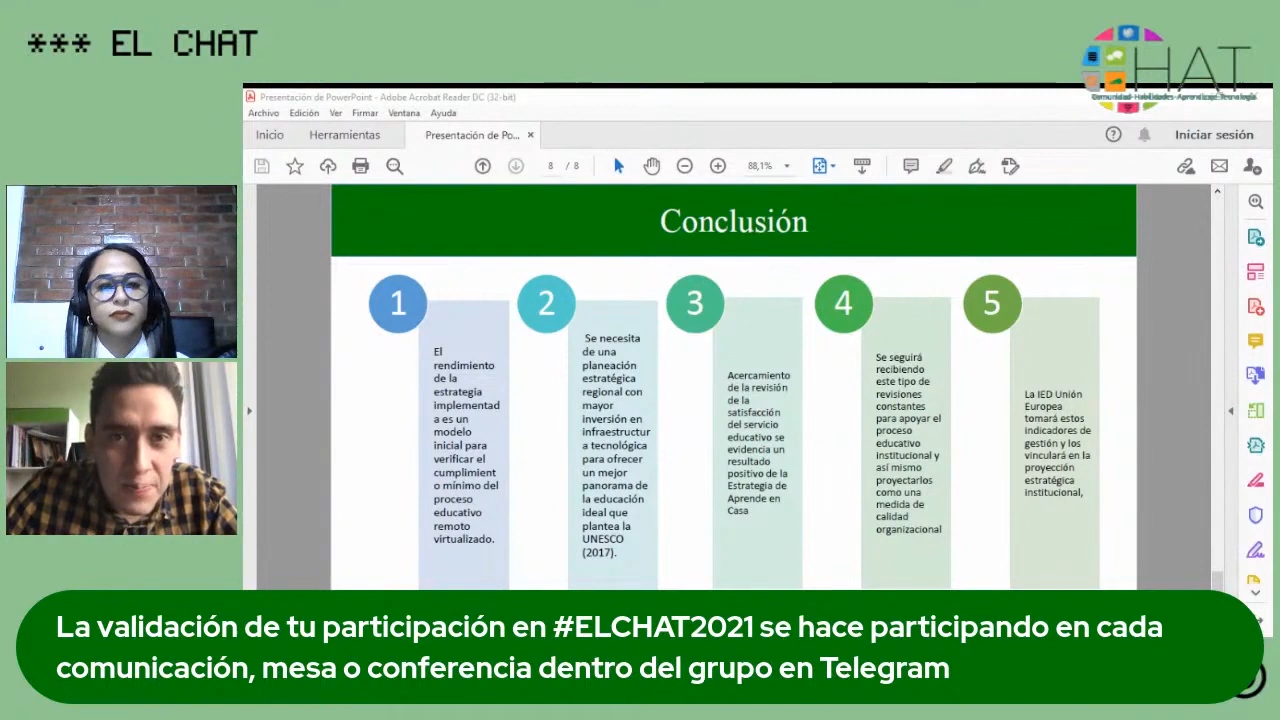 *** EL CHAT
HAT
Comunidad-Habilidades-Aprendizaje-Tecnología
Presentación de PowerPoint - Adobe Acrobat Reader DC (32-bit)
Archivo Edición Ver Firmar Ventana Ayuda
Inicio Herramientas Presentación de Po... × Iniciar sesión
8 / 8 88,1%
Conclusión
1
El
rendimiento
de la
estrategia
implementad
a es un
modelo
inicial para
verificar el
cumplimient
o mínimo del
proceso
educativo
remoto
virtualizado.
2
Se necesita
de una
planeación
estratégica
regional con
mayor
inversión en
infraestructur
a tecnológica
para ofrecer
un mejor
panorama de
la educación
ideal que
plantea la
UNESCO
(2017).
3
Acercamiento
de la revisión
de la
satisfacción
del servicio
educativo se
evidencia un
resultado
positivo de la
Estrategia de
Aprende en
Casa
4
Se seguirá
recibiendo
este tipo de
revisiones
constantes
para apoyar el
proceso
educativo
institucional y
así mismo
proyectarlos
como una
medida de
calidad
organizacional
5
La IED Unión
Europea
tomará estos
indicadores de
gestión y los
vinculará en la
proyección
estratégica
institucional,
La validación de tu participación en #ELCHAT2021 se hace participando en cada
comunicación, mesa o conferencia dentro del grupo en Telegram